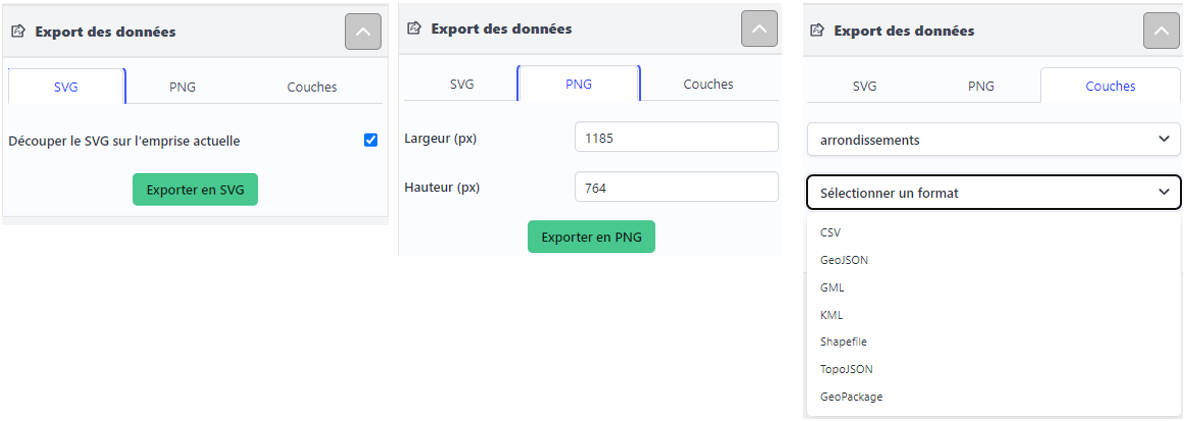 Export des données
SVG PNG Couches
Découper le SVG sur l'emprise actuelle
Exporter en SVG
Export des données
SVG PNG Couches
Largeur (px) 1185
Hauteur (px) 764
Exporter en PNG
Export des données
SVG PNG Couches
arrondissements
Sélectionner un format
CSV
GeoJSON
GML
KML
Shapefile
TopoJSON
GeoPackage